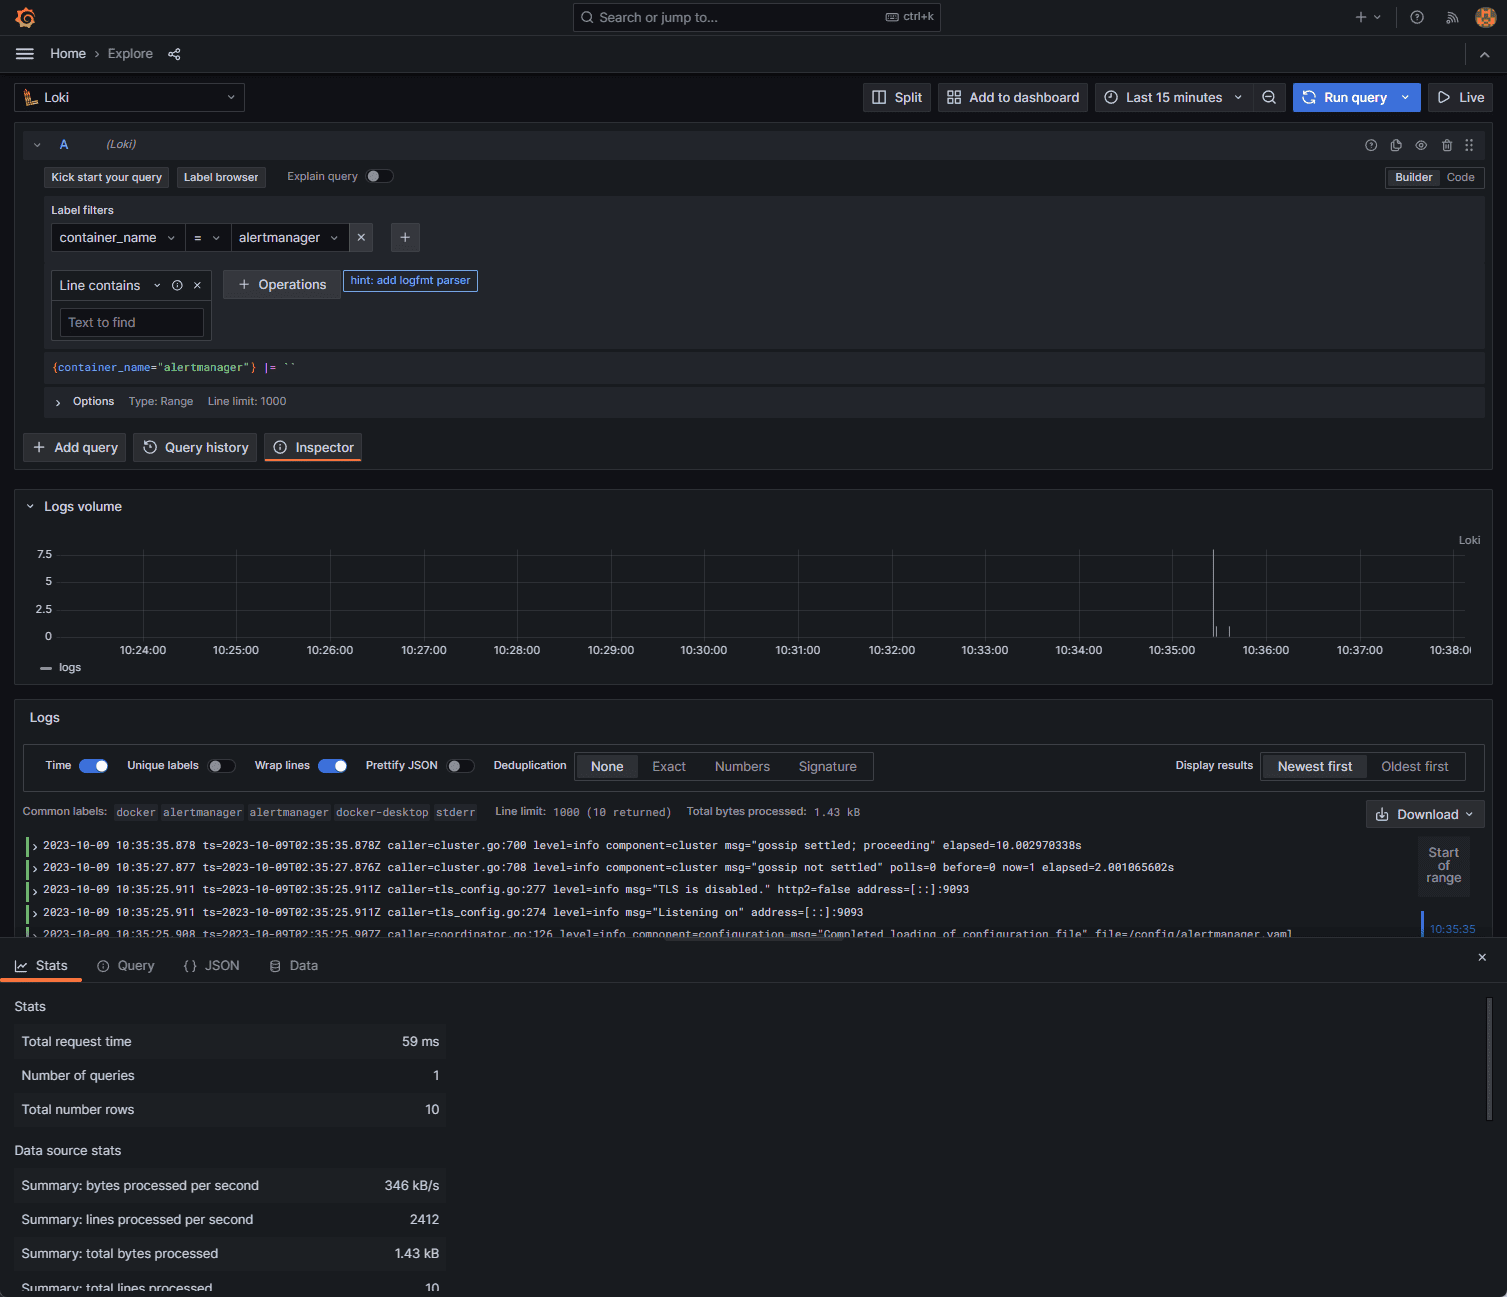 Search or jump to... ctrl+k
Home › Explore
Loki
Split
Add to dashboard
Last 15 minutes
Run query
Live
A (Loki)
Kick start your query
Label browser
Explain query
Builder
Code
Label filters
container_name
=
alertmanager
Line contains
Operations
hint: add logfmt parser
Text to find
{container_name="alertmanager"} |= ``
Options Type: Range Line limit: 1000
Add query
Query history
Inspector
Logs volume
Loki
7.5
5
2.5
0
10:24:00 10:25:00 10:26:00 10:27:00 10:28:00 10:29:00 10:30:00 10:31:00 10:32:00 10:33:00 10:34:00 10:35:00 10:36:00 10:37:00 10:38:0
logs
Logs
Time
Unique labels
Wrap lines
Prettify JSON
Deduplication
None
Exact
Numbers
Signature
Display results
Newest first
Oldest first
Common labels: docker alertmanager alertmanager docker-desktop stderr Line limit: 1000 (10 returned) Total bytes processed: 1.43 kB
Download
2023-10-09 10:35:35.878 ts=2023-10-09T02:35:35.878Z caller=cluster.go:700 level=info component=cluster msg="gossip settled; proceeding" elapsed=10.002970338s
2023-10-09 10:35:27.877 ts=2023-10-09T02:35:27.876Z caller=cluster.go:708 level=info component=cluster msg="gossip not settled" polls=0 before=0 now=1 elapsed=2.001065602s
2023-10-09 10:35:25.911 ts=2023-10-09T02:35:25.911Z caller=tls_config.go:277 level=info msg="TLS is disabled." http2=false address=[::]:9093
2023-10-09 10:35:25.911 ts=2023-10-09T02:35:25.911Z caller=tls_config.go:274 level=info msg="Listening on" address=[::]:9093
2023-10-09 10:35:25.908 ts=2023-10-09T02:35:25.907Z caller=coordinator.go:126 level=info component=configuration msg="Completed loading of configuration file" file=/config/alertmanager.yaml
Start
of
range
10:35:35
Stats
Query
JSON
Data
Stats
Total request time 59 ms
Number of queries 1
Total number rows 10
Data source stats
Summary: bytes processed per second 346 kB/s
Summary: lines processed per second 2412
Summary: total bytes processed 1.43 kB
Summary: total lines processed 10